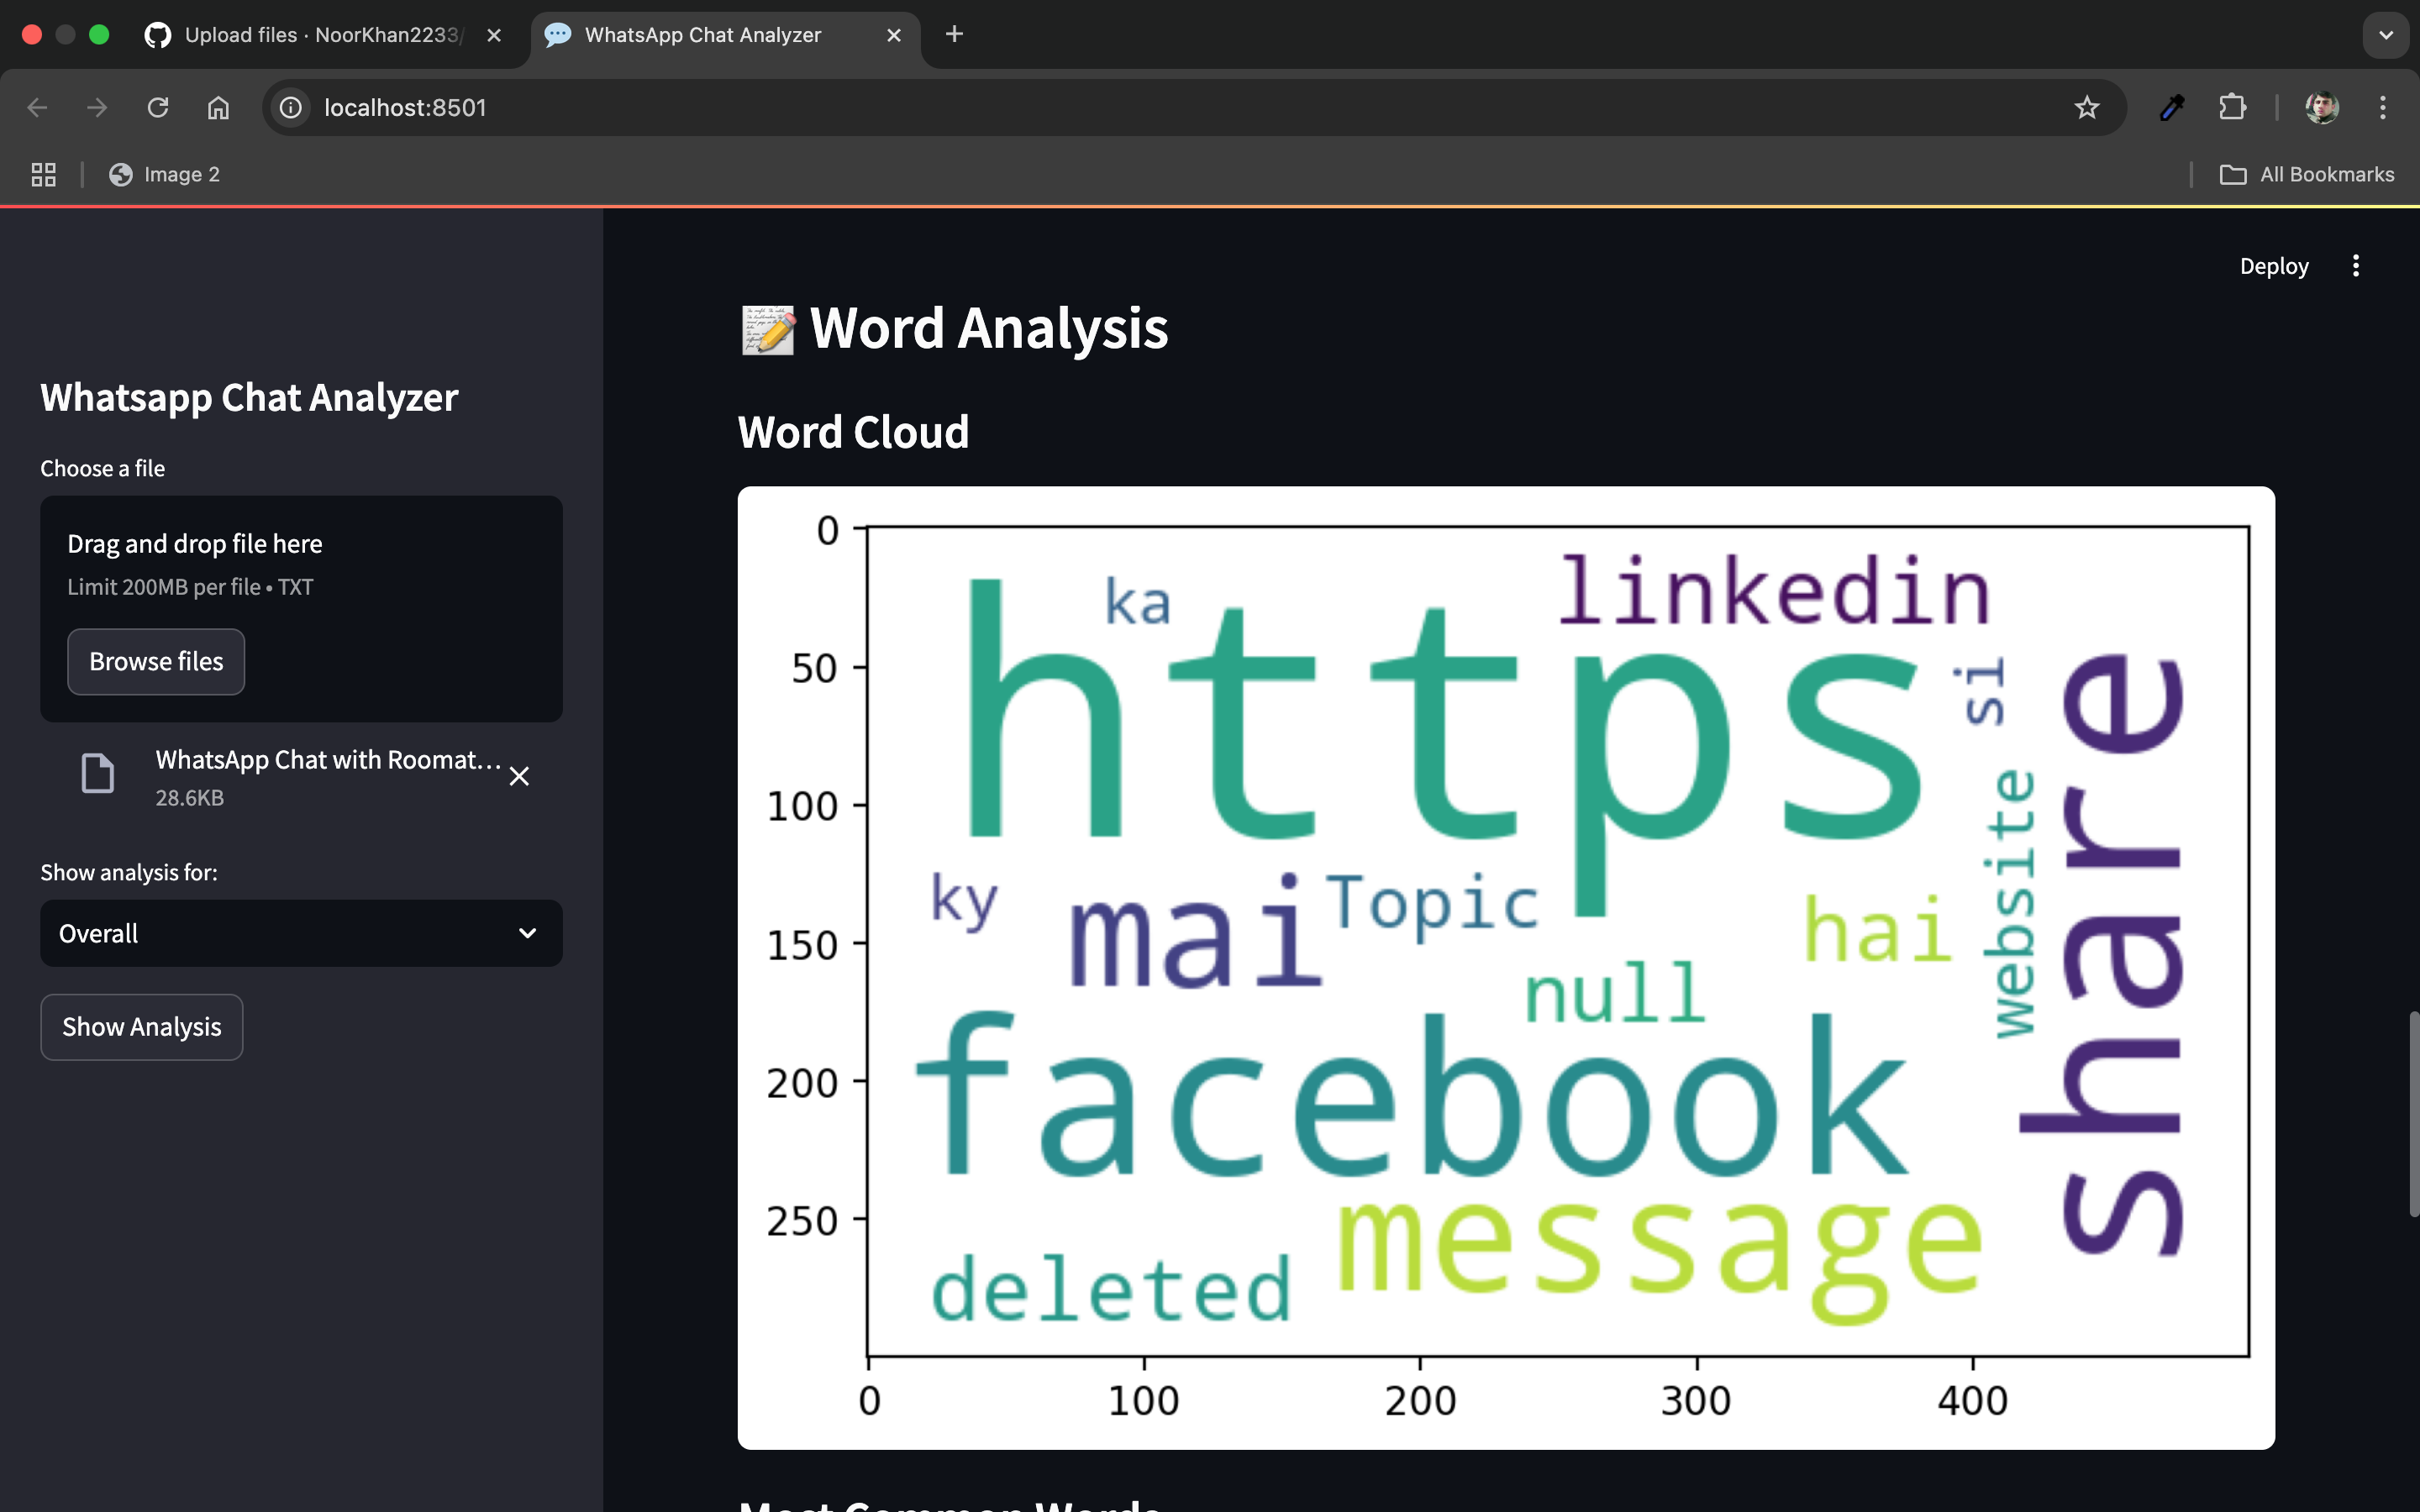 Upload files · NoorKhan2233/
WhatsApp Chat Analyzer
localhost:8501
Image 2
All Bookmarks
Deploy
Whatsapp Chat Analyzer
Choose a file
Drag and drop file here
Limit 200MB per file • TXT
Browse files
WhatsApp Chat with Roomat...
28.6KB
Show analysis for:
Overall
Show Analysis
Word Analysis
Word Cloud
0
50
100
150
200
250
ka
linkedin
https
si
share
website
ky
mai
Topic
hai
null
facebook
message
deleted
0
100
200
300
400
Most Common Words